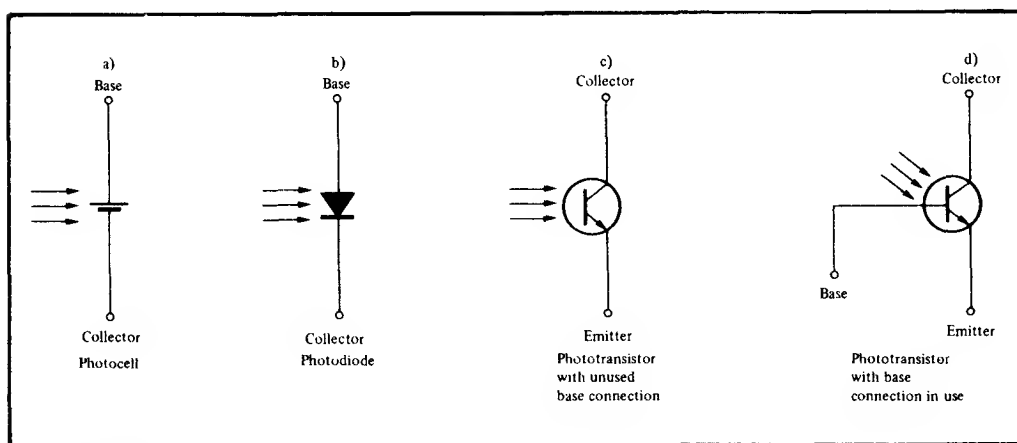 a)
Base
Collector
Photocell
b)
Base
Collector
Photodiode
c)
Collector
Emitter
Phototransistor
with unused
base connection
d)
Collector
Base
Emitter
Phototransistor
with base
connection in use